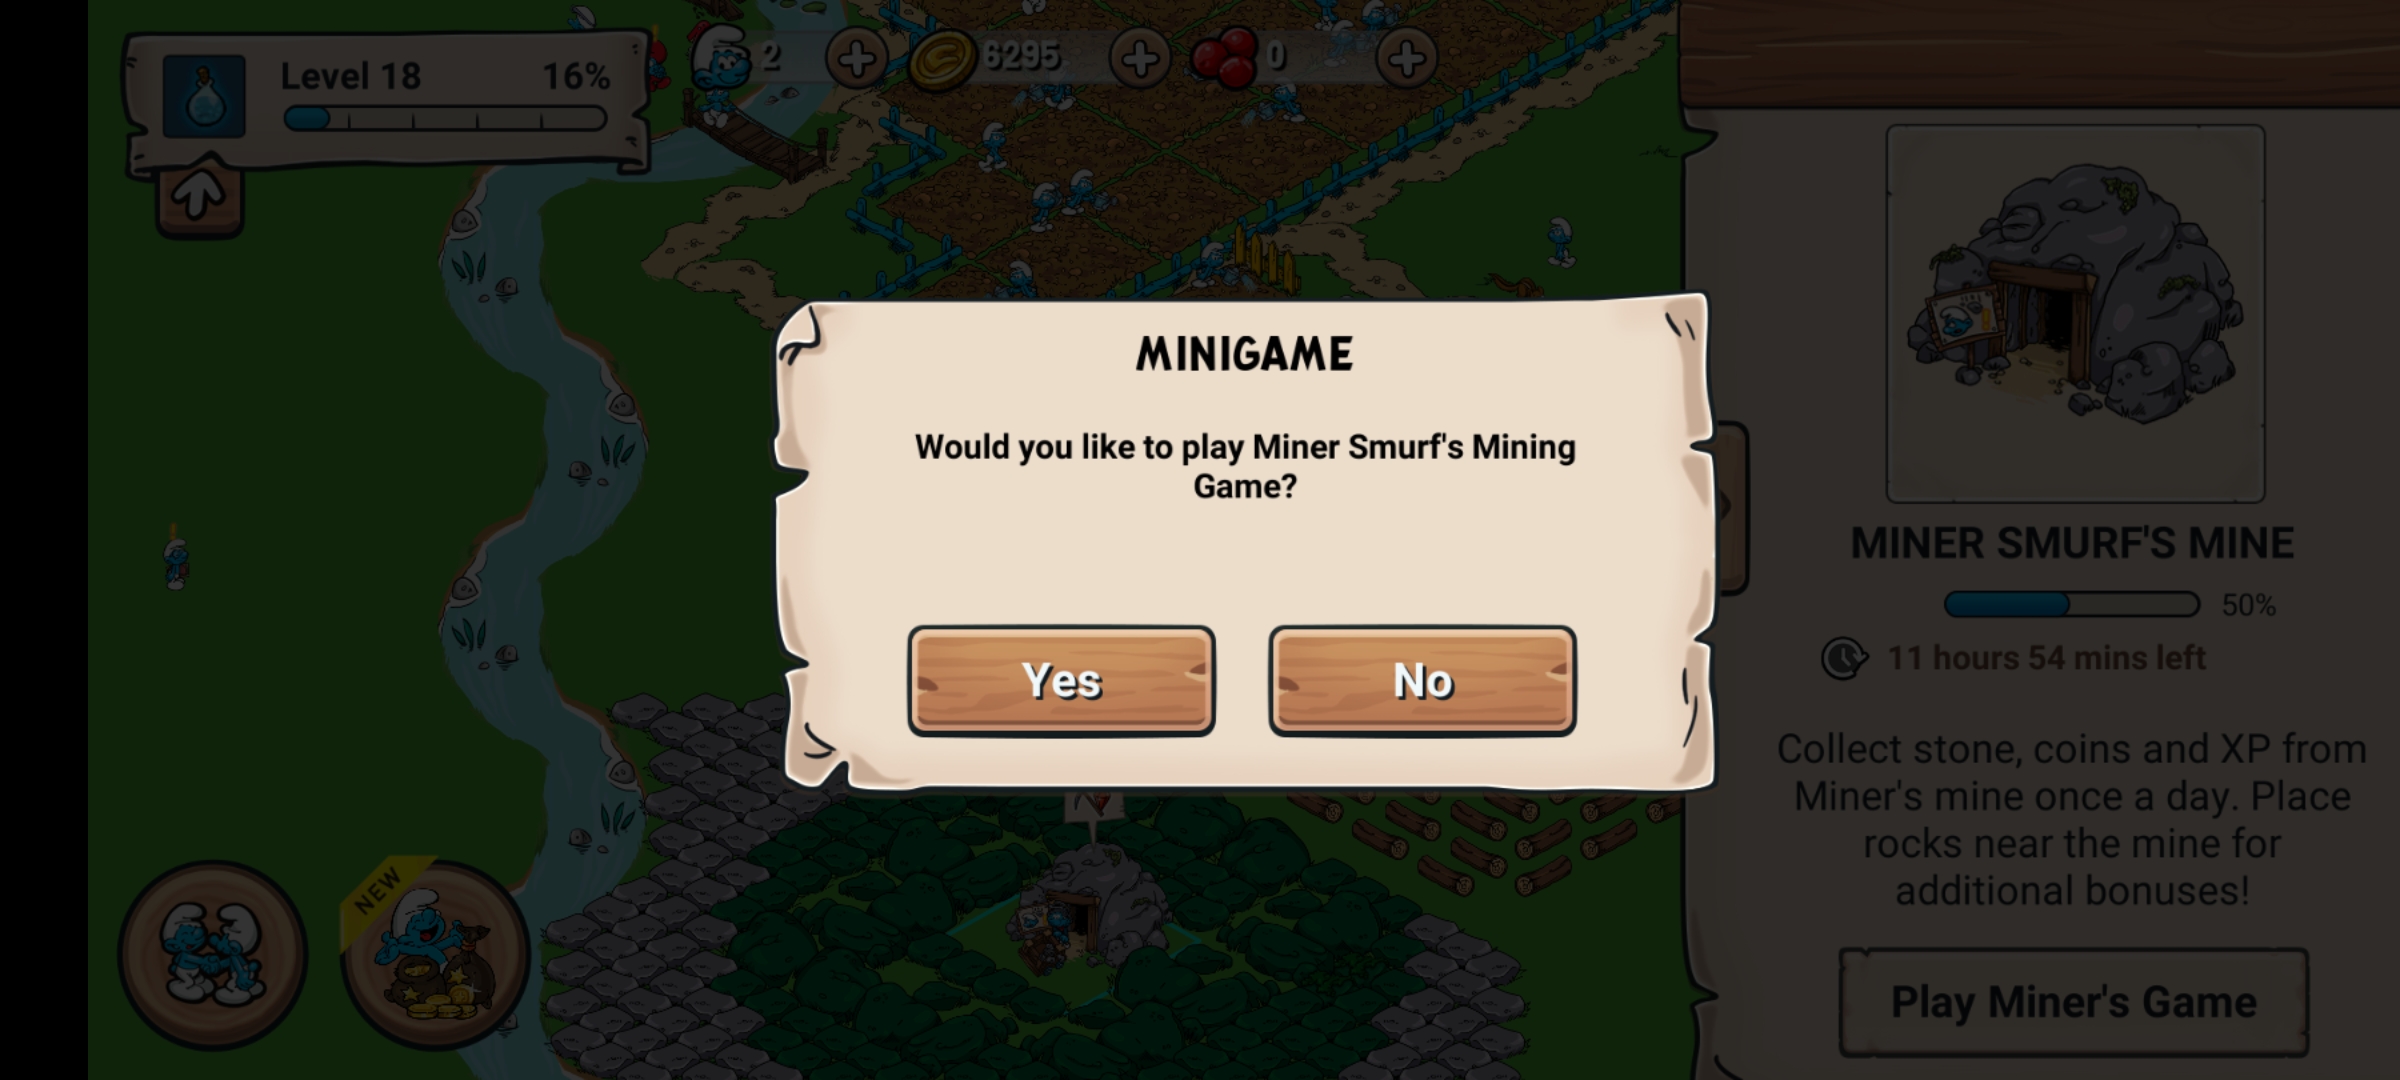 Level 18 16%
2
6295
0
MINIGAME
Would you like to play Miner Smurf's Mining
Game?
Yes
No
MINER SMURF'S MINE
50%
11 hours 54 mins left
Collect stone, coins and XP from
Miner's mine once a day. Place
rocks near the mine for
additional bonuses!
Play Miner's Game
NEW